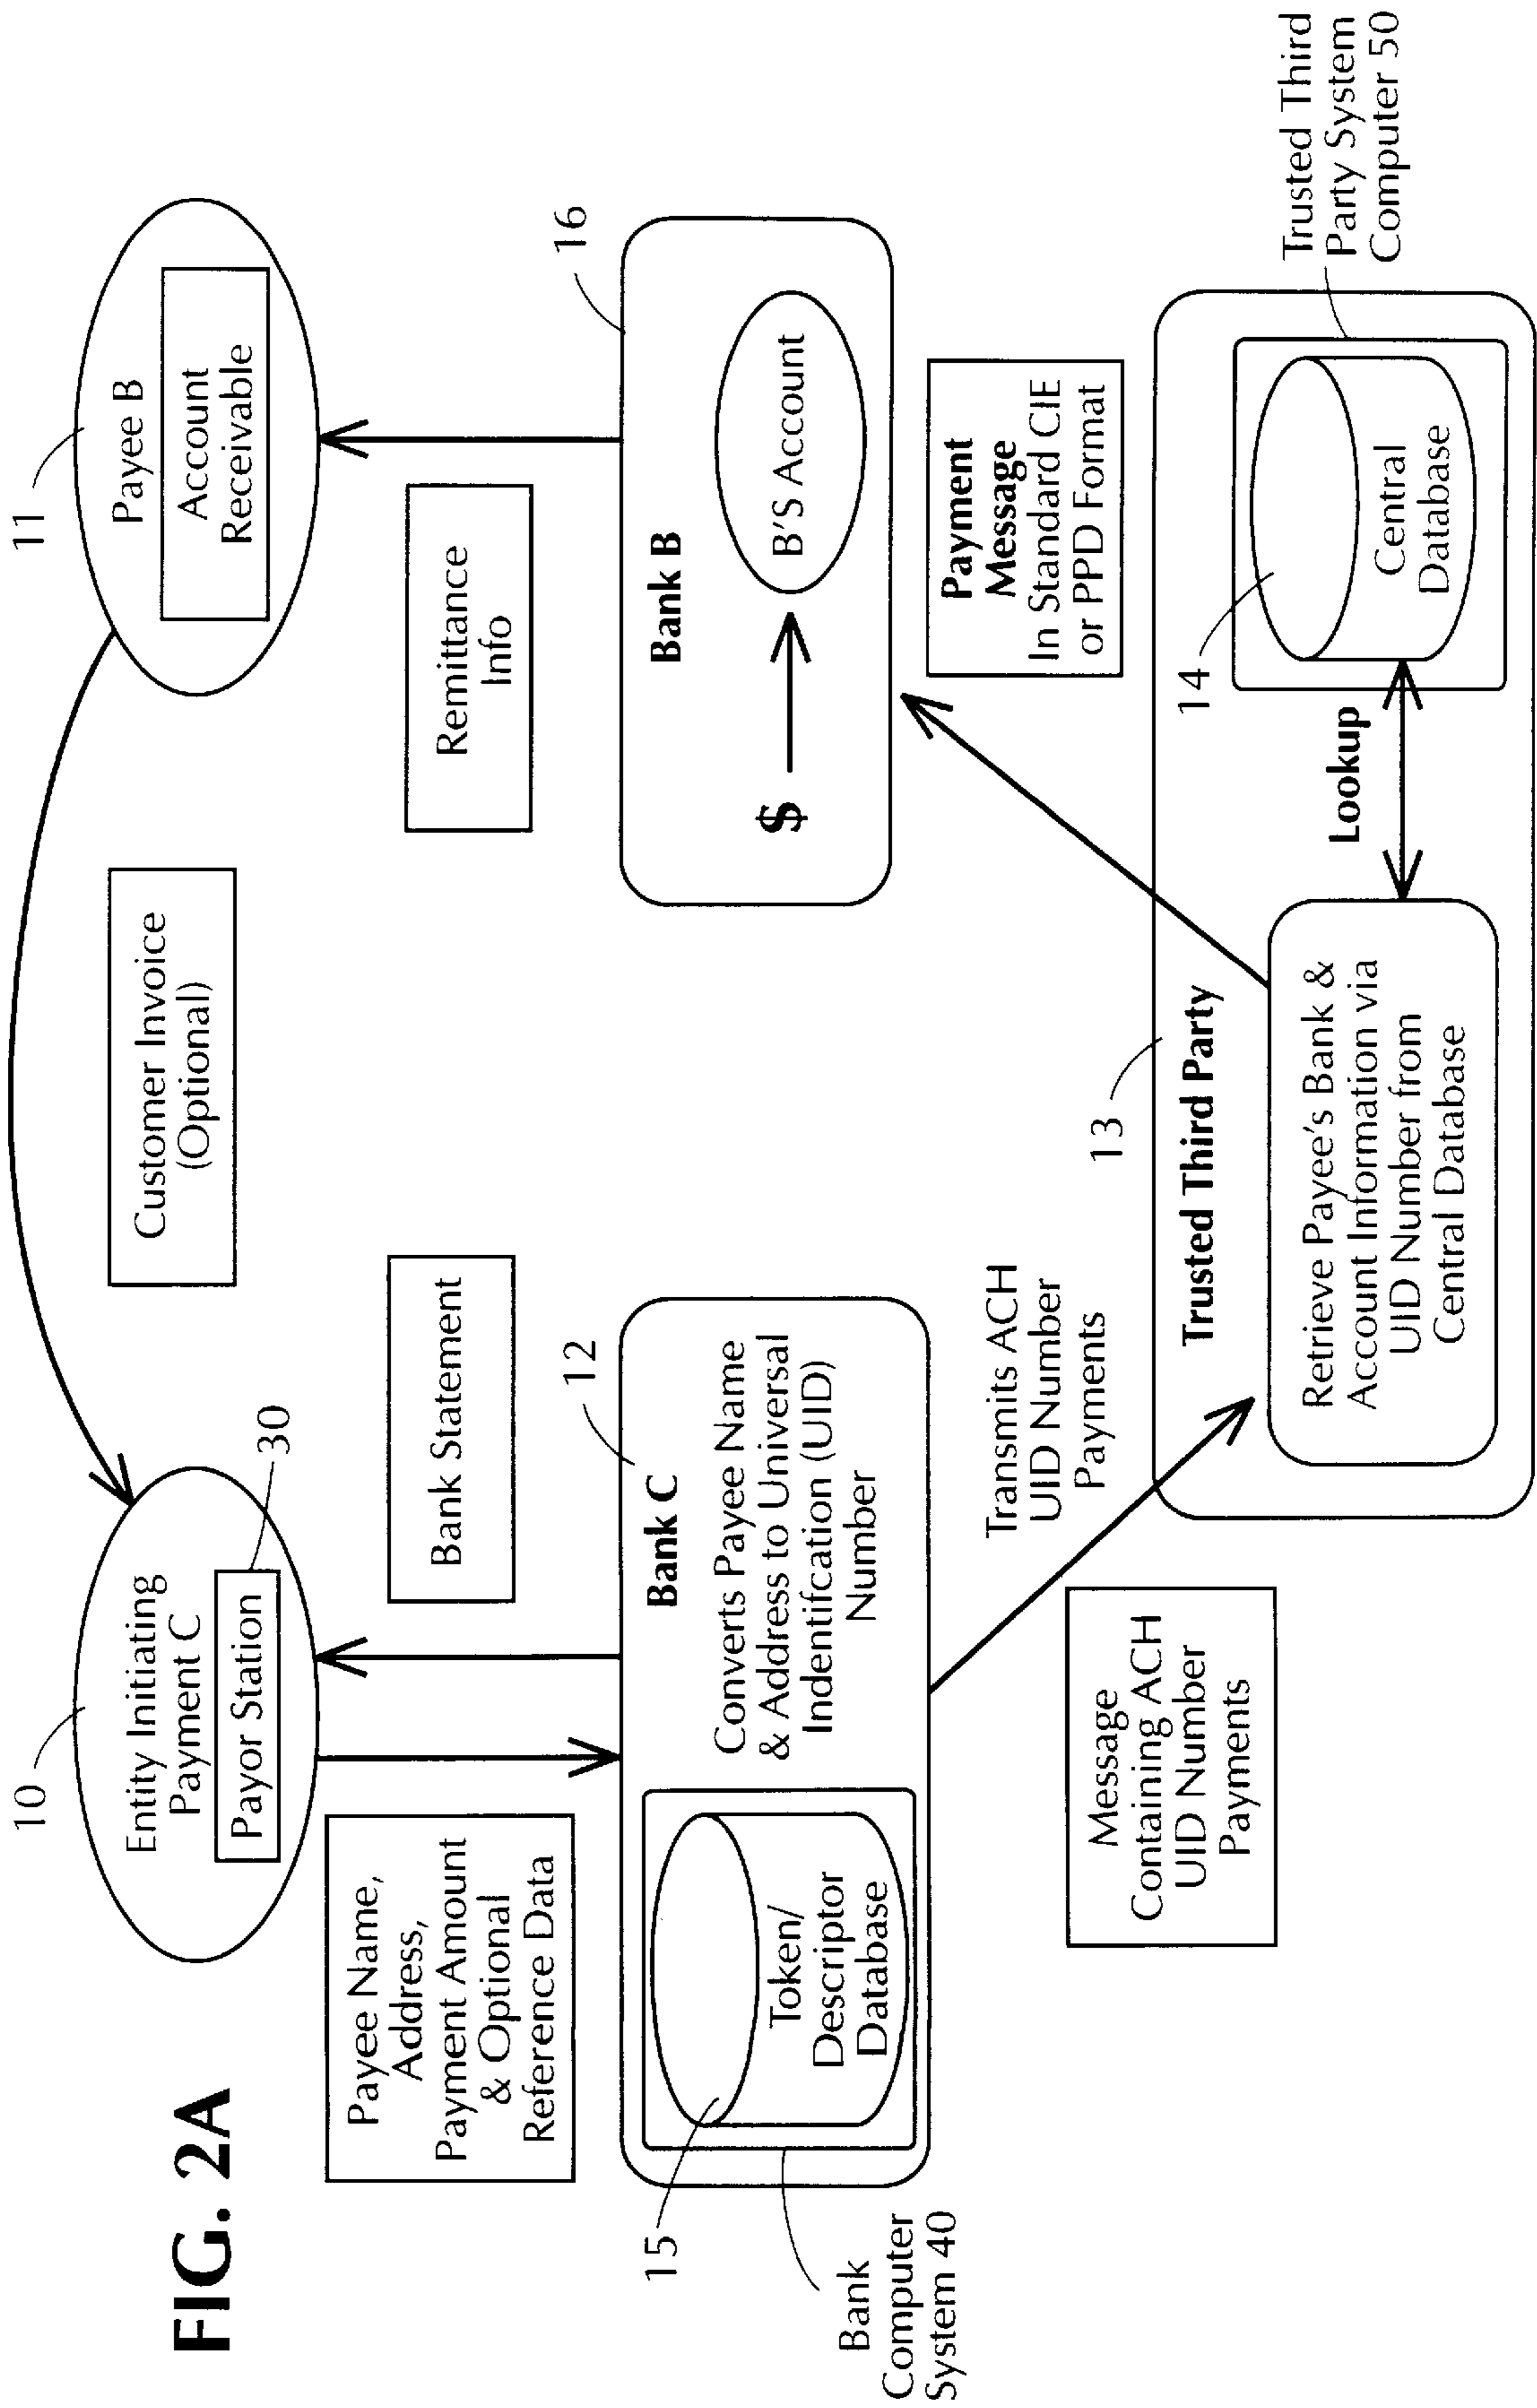 FIG. 2A
10
Entity Initiating
Payment C
Payor Station
30
11
Payee B
Account
Receivable
Customer Invoice
(Optional)
Payee Name,
Address,
Payment Amount
& Optional
Reference Data
Bank Statement
Remittance
Info
15
Bank
Computer
System 40
Token/
Descriptor
Database
12
Bank C
Converts Payee Name
& Address to Universal
Indentifcation (UID)
Number
16
Bank B
$
B'S Account
Message
Containing ACH
UID Number
Payments
Transmits ACH
UID Number
Payments
Payment
Message
In Standard CIE
or PPD Format
13
Trusted Third Party
Retrieve Payee's Bank &
Account Information via
UID Number from
Central Database
Lookup
14
Central
Database
Trusted Third
Party System
Computer 50